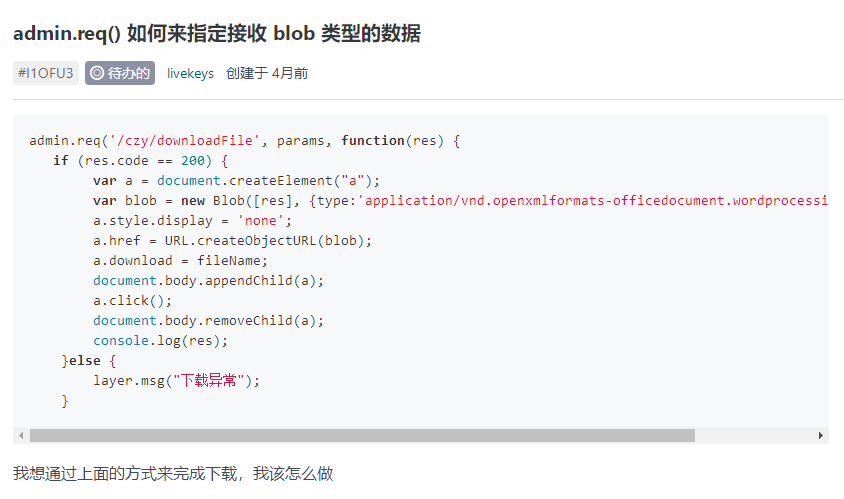 admin.req() 如何来指定接收 blob 类型的数据
#I1OFU3 待办的 livekeys 创建于 4月前
admin.req('/czy/downloadFile', params, function(res) {
if (res.code == 200) {
var a = document.createElement("a");
var blob = new Blob([res], {type:'application/vnd.openxmlformats-officedocument.wordprocessi
a.style.display = 'none';
a.href = URL.createObjectURL(blob);
a.download = fileName;
document.body.appendChild(a);
a.click();
document.body.removeChild(a);
console.log(res);
}else {
layer.msg("下载异常");
}
我想通过上面的方式来完成下载，我该怎么做